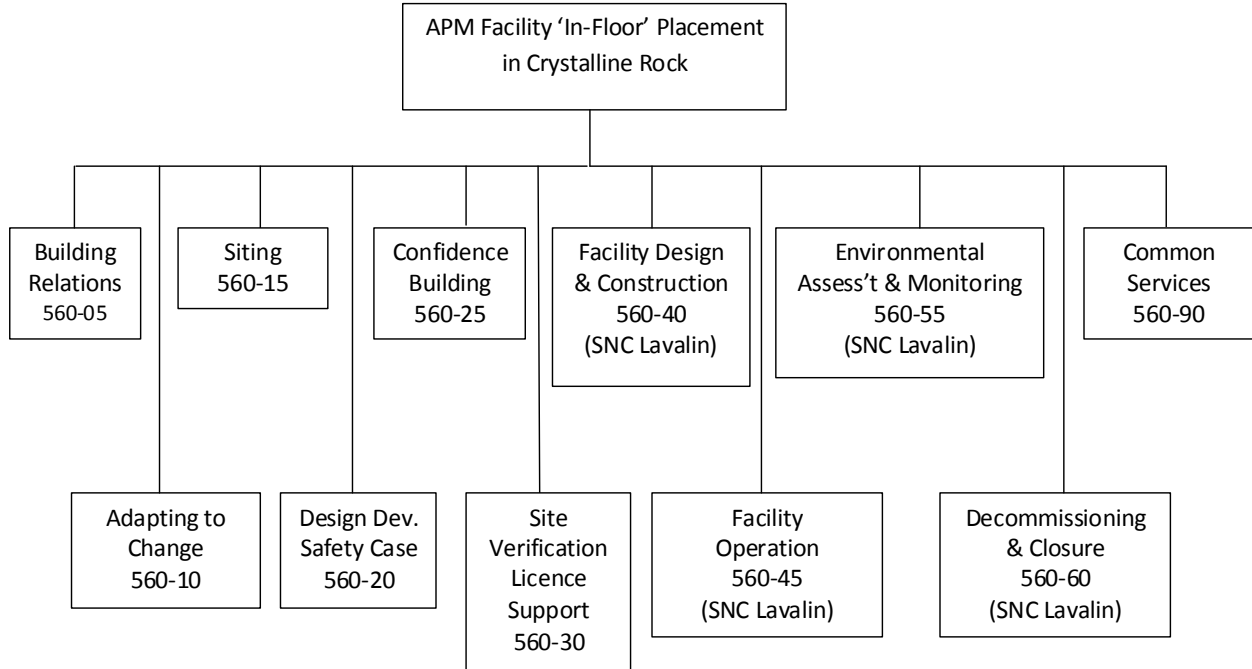 APM Facility ‘In-Floor’ Placement
in Crystalline Rock
Building
Relations
560-05
Siting
560-15
Confidence
Building
560-25
Facility Design
& Construction
560-40
(SNC Lavalin)
Environmental
Assess’t & Monitoring
560-55
(SNC Lavalin)
Common
Services
560-90
Adapting to
Change
560-10
Design Dev.
Safety Case
560-20
Site
Verification
Licence
Support
560-30
Facility
Operation
560-45
(SNC Lavalin)
Decommissioning
& Closure
560-60
(SNC Lavalin)